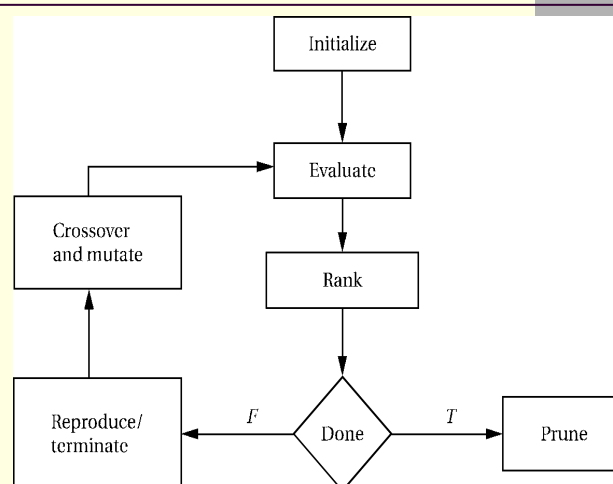 Initialize
Evaluate
Crossover
and mutate
Rank
Reproduce/
terminate
F
Done
T
Prune